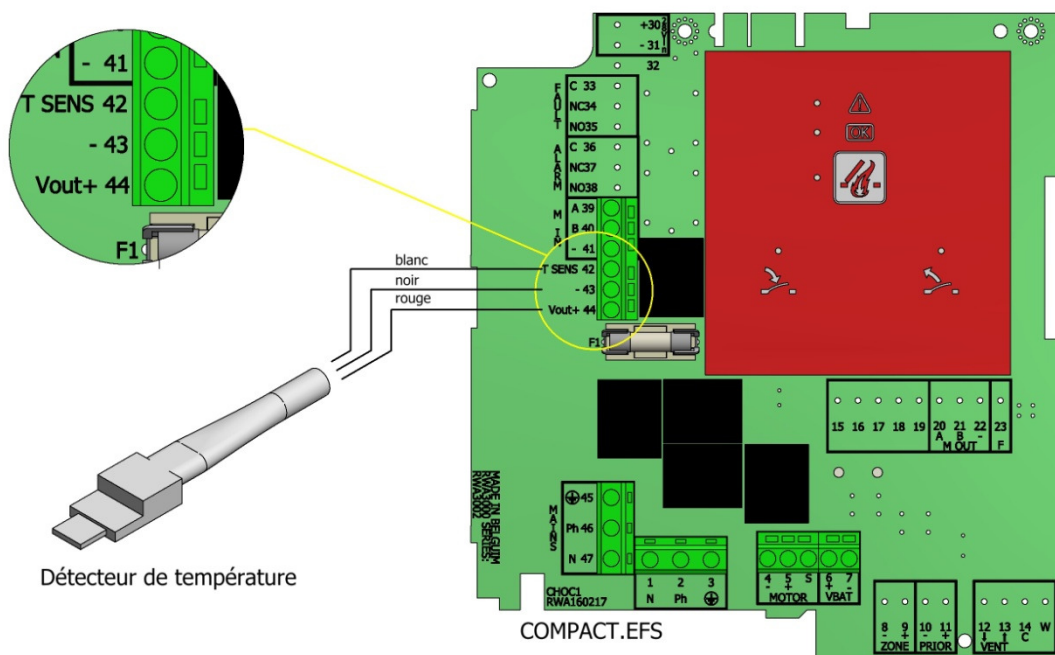 - 41
T SENS 42
- 43
Vout+ 44
F1
+30
- 31
32
24V In
FAULT
C 33
NC34
NO35
ALARM
C 36
NC37
NO38
M IN
A 39
B 40
- 41
T SENS 42
- 43
Vout+ 44
F1
blanc
noir
rouge
OK
15 16 17 18 19 20 21 22 23
A B - F
M OUT
MADE IN BELGUIM
RWA3000 SERIES:
RWA3002
MAINS
45
Ph 46
N 47
CHOC1
RWA160217
1 2 3
N Ph
4 5 S 6 7
- + + -
MOTOR VBAT
8 9 10 11 12 13 14 W
- + - + C
ZONE PRIOR VENT
Détecteur de température
COMPACT.EFS